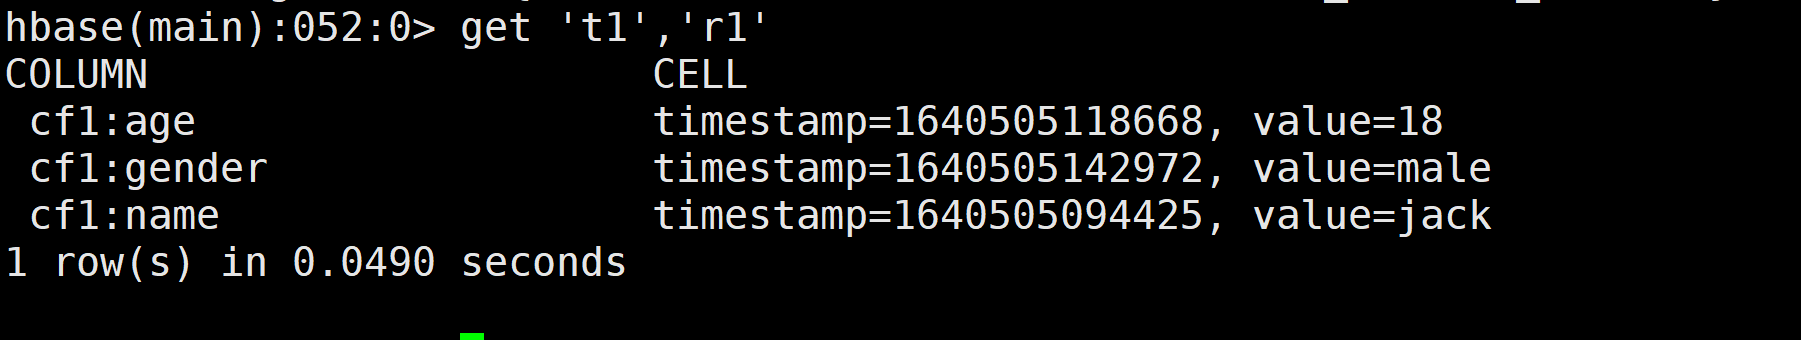 hbase(main):052:0> get 't1','r1'
COLUMN CELL
cf1:age timestamp=1640505118668, value=18
cf1:gender timestamp=1640505142972, value=male
cf1:name timestamp=1640505094425, value=jack
1 row(s) in 0.0490 seconds